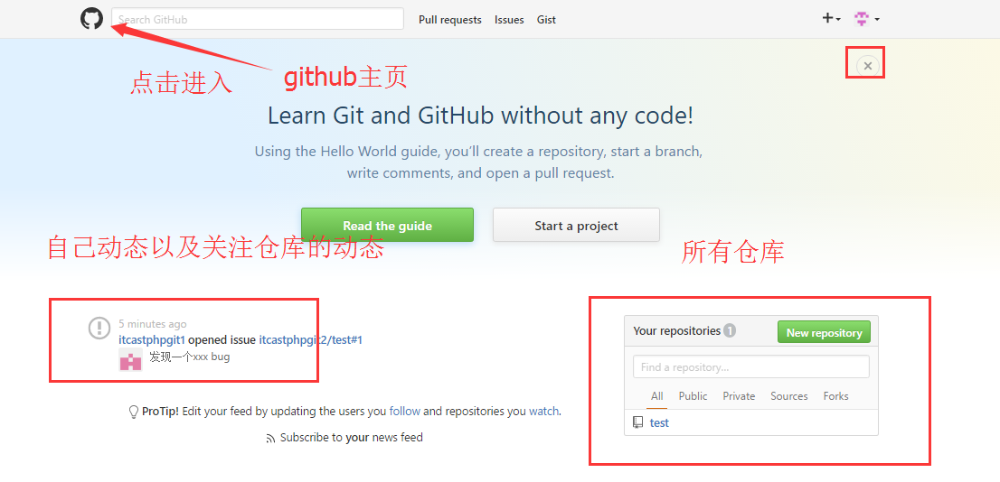 Search GitHub
Pull requests Issues Gist
点击进入
github主页
Learn Git and GitHub without any code!
Using the Hello World guide, you’ll create a repository, start a branch,
write comments, and open a pull request.
Read the guide
Start a project
自己动态以及关注仓库的动态
所有仓库
5 minutes ago
itcastphpgit1 opened issue itcastphpgit2/test#1
发现一个xxx bug
ProTip! Edit your feed by updating the users you follow and repositories you watch.
Subscribe to your news feed
Your repositories 1
New repository
Find a repository...
All Public Private Sources Forks
test